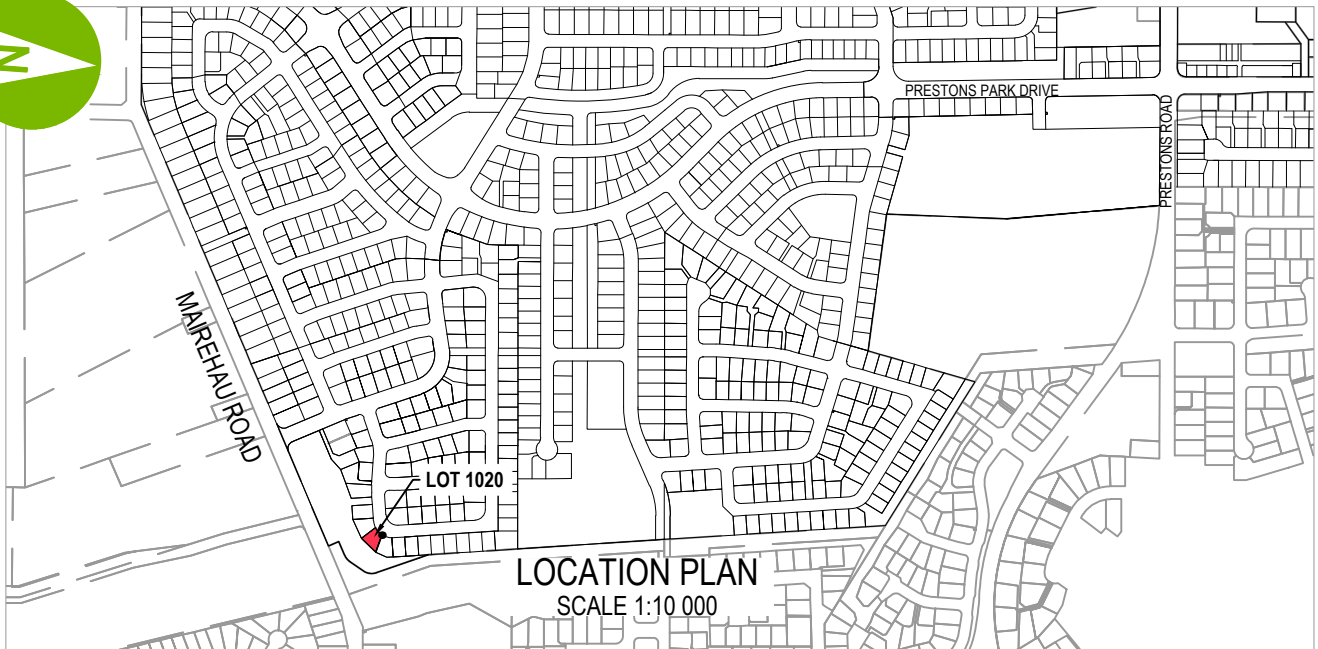 N
PRESTONS PARK DRIVE
PRESTONS ROAD
MAIREHAU ROAD
LOT 1020
LOCATION PLAN
SCALE 1:10 000